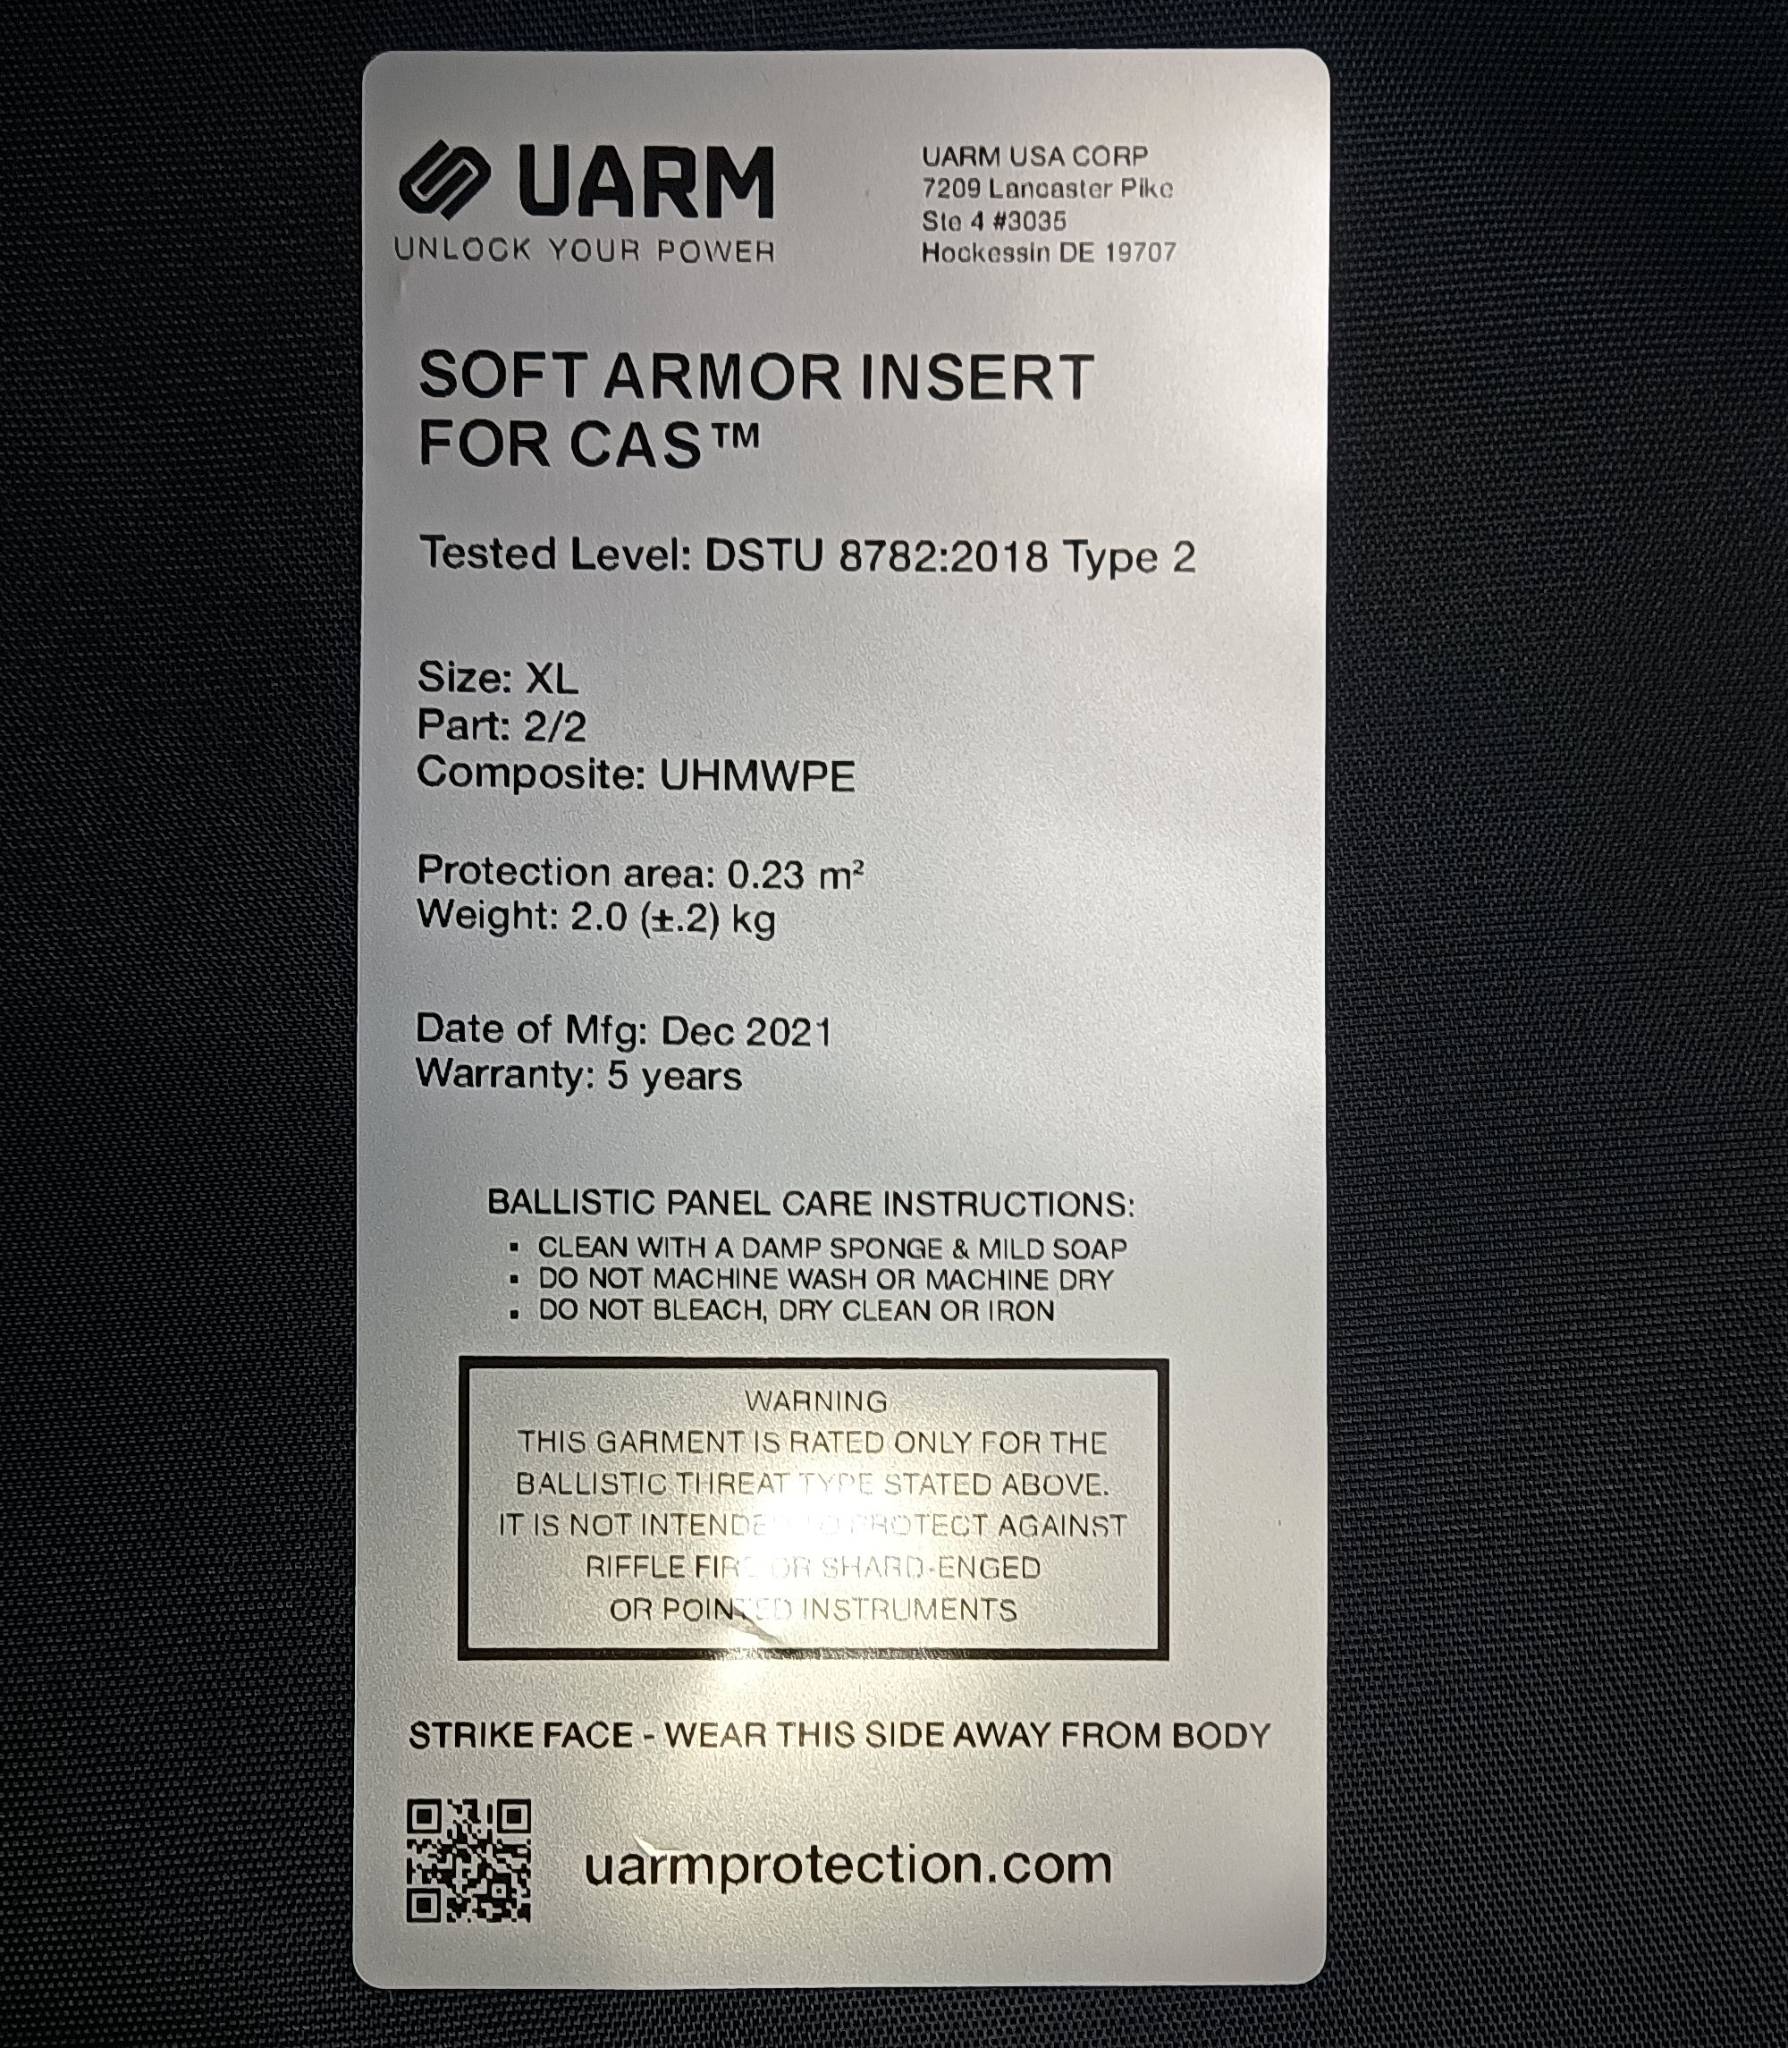 UARM
UNLOCK YOUR POWER
UARM USA CORP
7209 Lancaster Pike
Ste 4 #3035
Hockessin DE 19707
SOFT ARMOR INSERT
FOR CAS™
Tested Level: DSTU 8782:2018 Type 2
Size: XL
Part: 2/2
Composite: UHMWPE
Protection area: 0.23 m²
Weight: 2.0 (±.2) kg
Date of Mfg: Dec 2021
Warranty: 5 years
BALLISTIC PANEL CARE INSTRUCTIONS:
▪ CLEAN WITH A DAMP SPONGE & MILD SOAP
▪ DO NOT MACHINE WASH OR MACHINE DRY
▪ DO NOT BLEACH, DRY CLEAN OR IRON
WARNING
THIS GARMENT IS RATED ONLY FOR THE
BALLISTIC THREAT TYPE STATED ABOVE.
IT IS NOT INTENDED TO PROTECT AGAINST
RIFFLE FIRE OR SHARD-ENGED
OR POINTED INSTRUMENTS
STRIKE FACE - WEAR THIS SIDE AWAY FROM BODY
uarmprotection.com